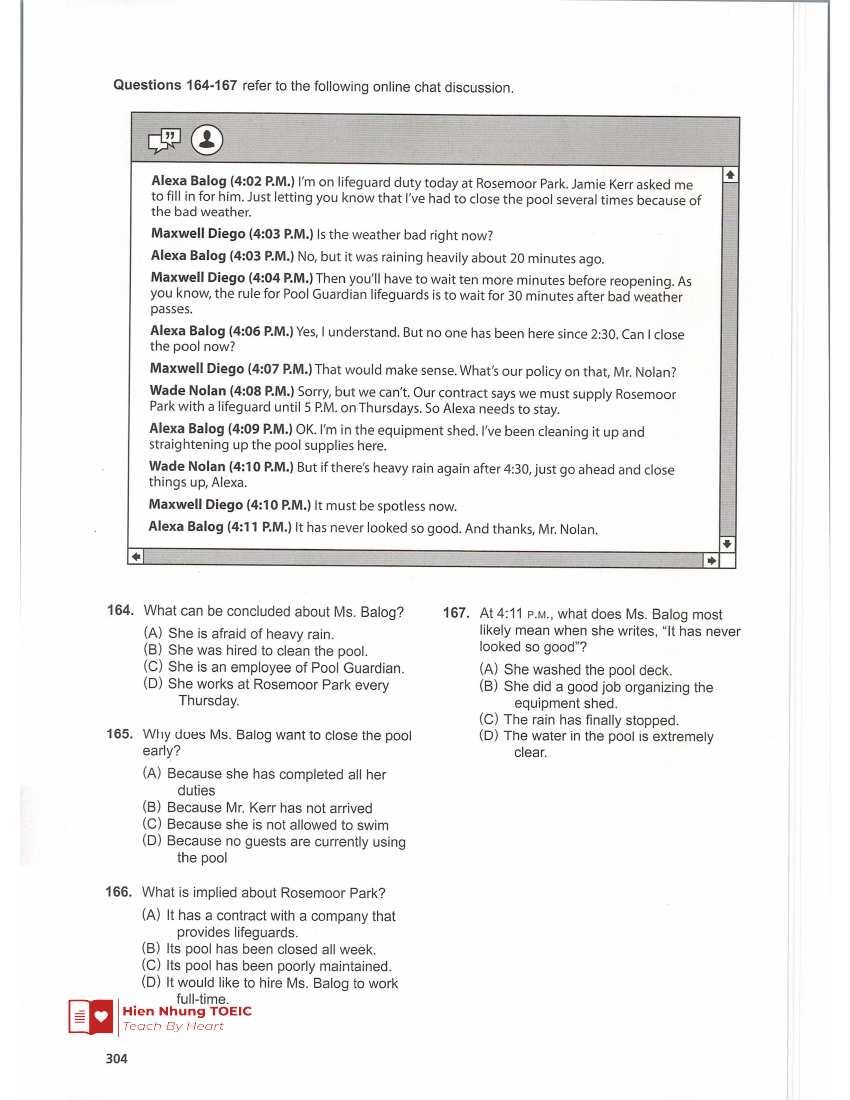 Questions 164-167 refer to the following online chat discussion.
Alexa Balog (4:02 P.M.) I'm on lifeguard duty today at Rosemoor Park. Jamie Kerr asked me
to fill in for him. Just letting you know that I've had to close the pool several times because of
the bad weather.
Maxwell Diego (4:03 P.M.) Is the weather bad right now?
Alexa Balog (4:03 P.M.) No, but it was raining heavily about 20 minutes ago.
Maxwell Diego (4:04 P.M.) Then you'll have to wait ten more minutes before reopening. As
you know, the rule for Pool Guardian lifeguards is to wait for 30 minutes after bad weather
passes.
Alexa Balog (4:06 P.M.) Yes, I understand. But no one has been here since 2:30. Can I close
the pool now?
Maxwell Diego (4:07 P.M.) That would make sense. What's our policy on that, Mr. Nolan?
Wade Nolan (4:08 P.M.) Sorry, but we can't. Our contract says we must supply Rosemoor
Park with a lifeguard until 5 P.M. on Thursdays. So Alexa needs to stay.
Alexa Balog (4:09 P.M.) OK. I'm in the equipment shed. I've been cleaning it up and
straightening up the pool supplies here.
Wade Nolan (4:10 P.M.) But if there's heavy rain again after 4:30, just go ahead and close
things up, Alexa.
Maxwell Diego (4:10 P.M.) It must be spotless now.
Alexa Balog (4:11 P.M.) It has never looked so good. And thanks, Mr. Nolan.
164. What can be concluded about Ms. Balog?
(A) She is afraid of heavy rain.
(B) She was hired to clean the pool.
(C) She is an employee of Pool Guardian.
(D) She works at Rosemoor Park every
Thursday.
165. Why does Ms. Balog want to close the pool
early?
(A) Because she has completed all her
duties
(B) Because Mr. Kerr has not arrived
(C) Because she is not allowed to swim
(D) Because no guests are currently using
the pool
166. What is implied about Rosemoor Park?
(A) It has a contract with a company that
provides lifeguards.
(B) Its pool has been closed all week.
(C) Its pool has been poorly maintained.
(D) It would like to hire Ms. Balog to work
full-time.
167. At 4:11 P.M., what does Ms. Balog most
likely mean when she writes, "It has never
looked so good"?
(A) She washed the pool deck.
(B) She did a good job organizing the
equipment shed.
(C) The rain has finally stopped.
(D) The water in the pool is extremely
clear.
Hien Nhung TOEIC
Teach By Heart
304